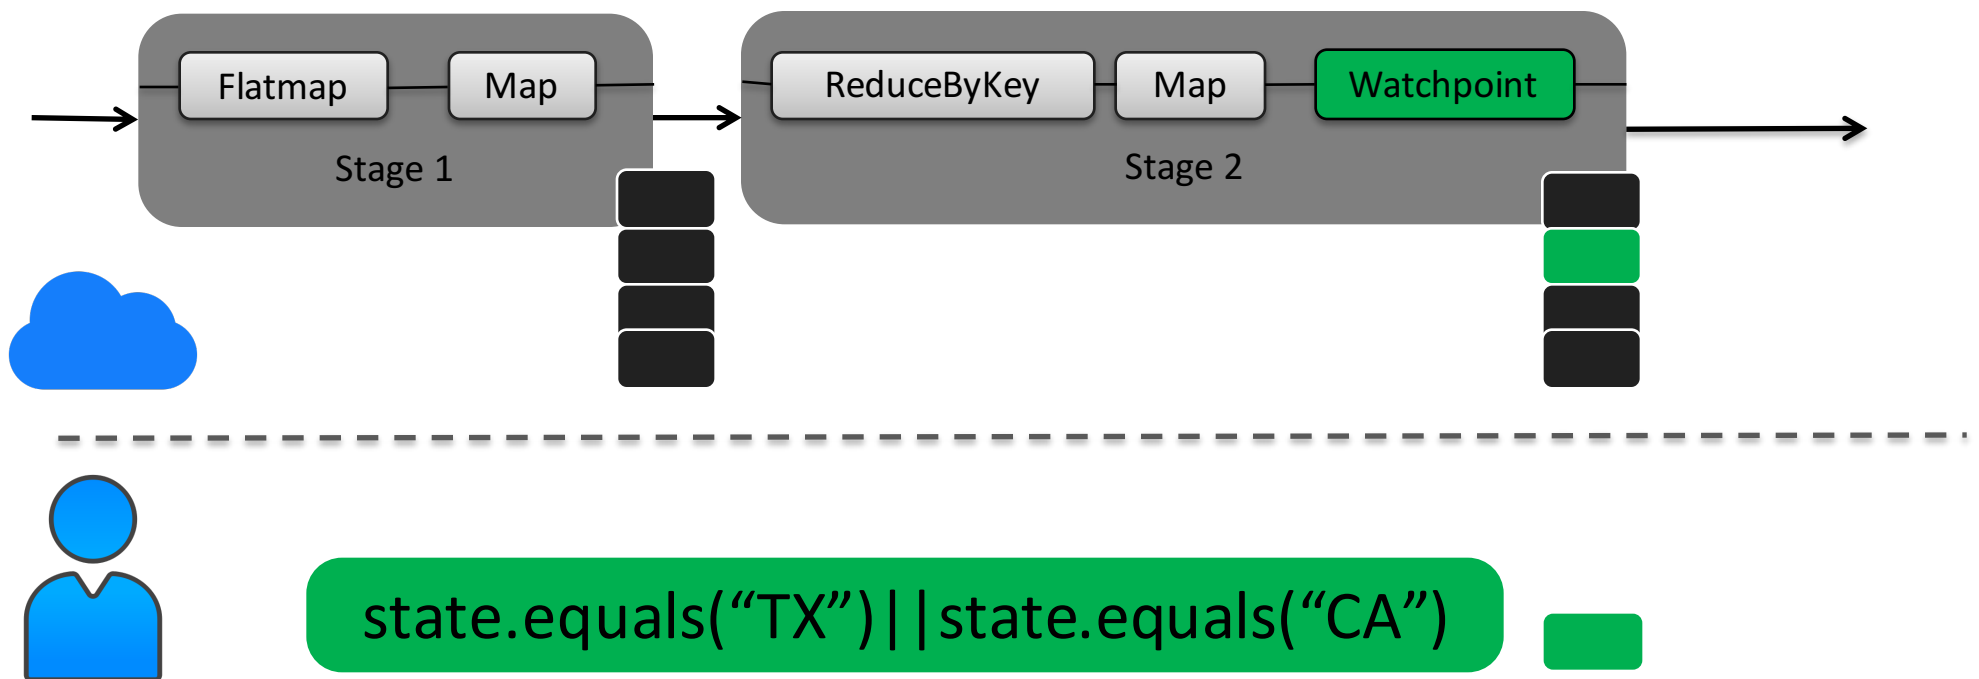 Flatmap
Map
ReduceByKey
Map
Watchpoint
Stage 1
Stage 2
state.equals(“TX”)||state.equals(“CA”)